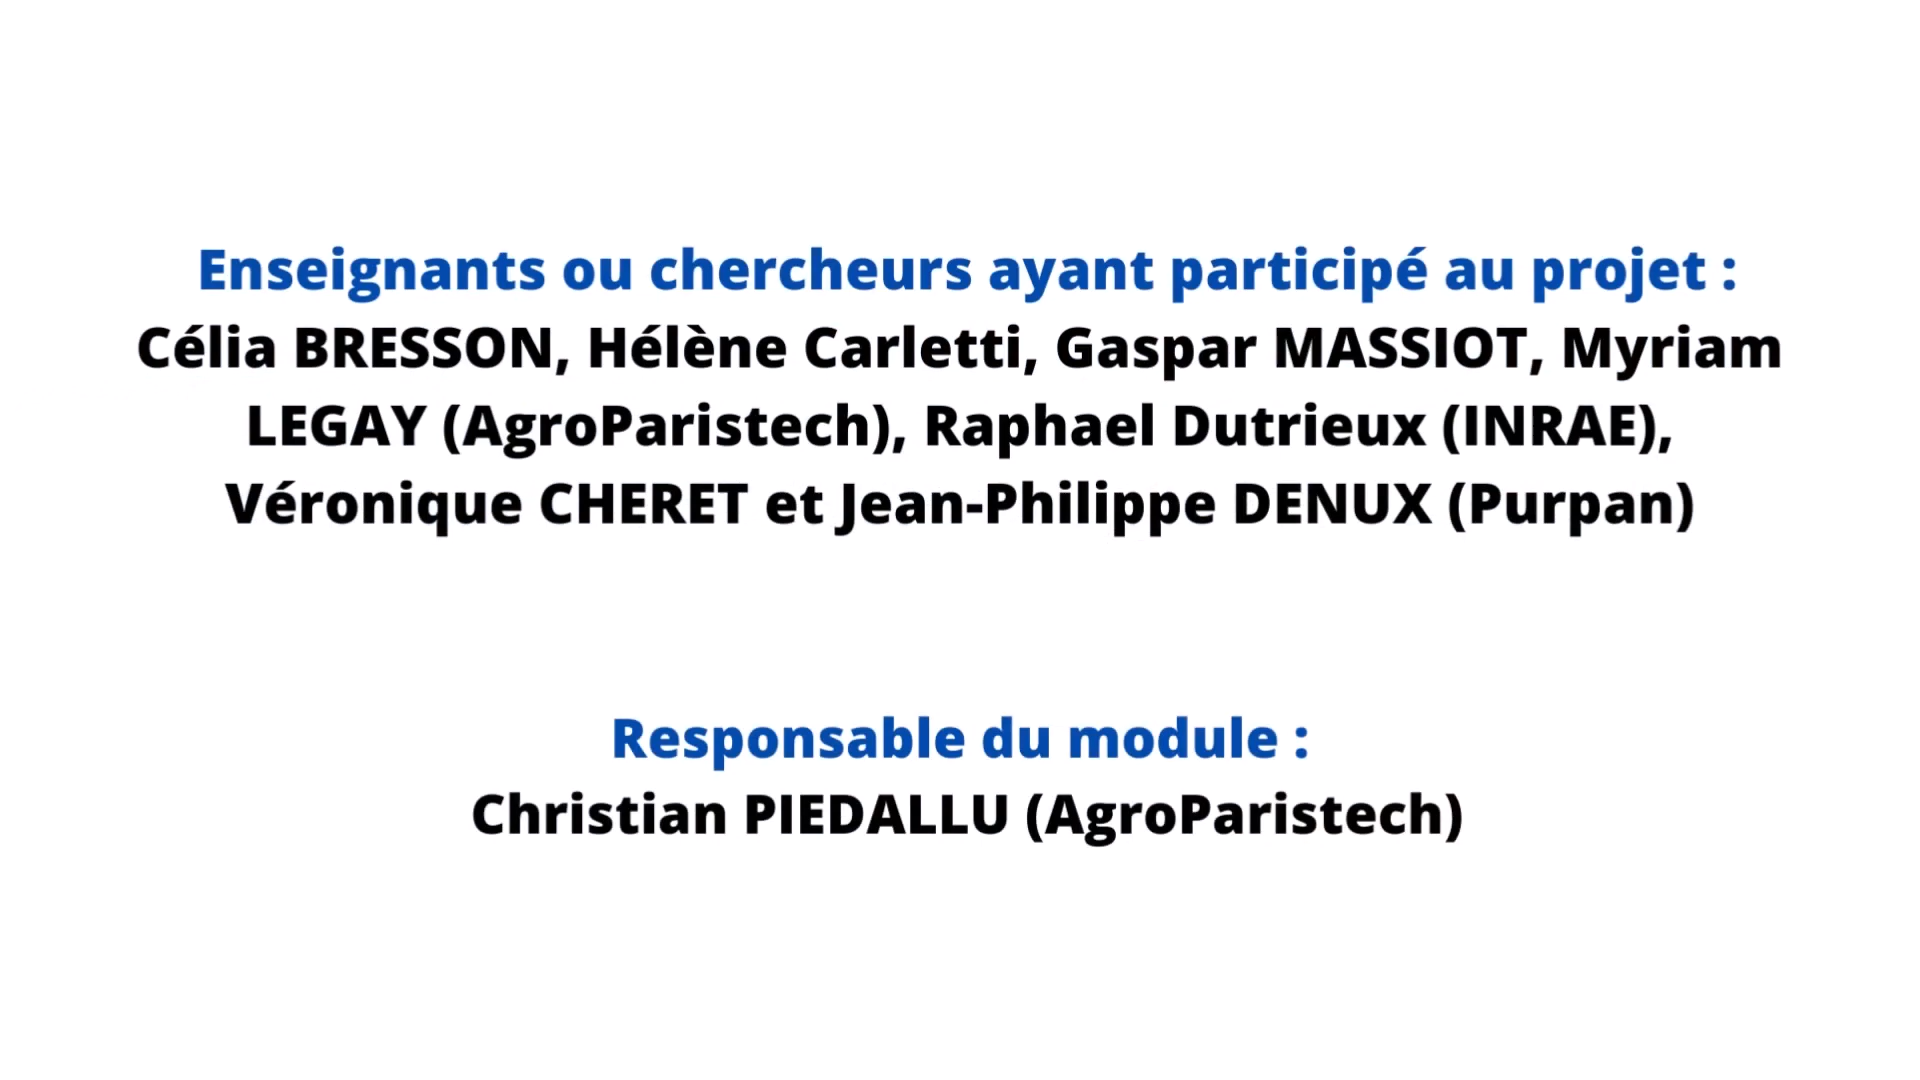 Enseignants ou chercheurs ayant participé au projet :
Célia BRESSON, Hélène Carletti, Gaspar MASSIOT, Myriam
LEGAY (AgroParistech), Raphael Dutrieux (INRAE),
Véronique CHERET et Jean-Philippe DENUX (Purpan)
Responsable du module :
Christian PIEDALLU (AgroParistech)